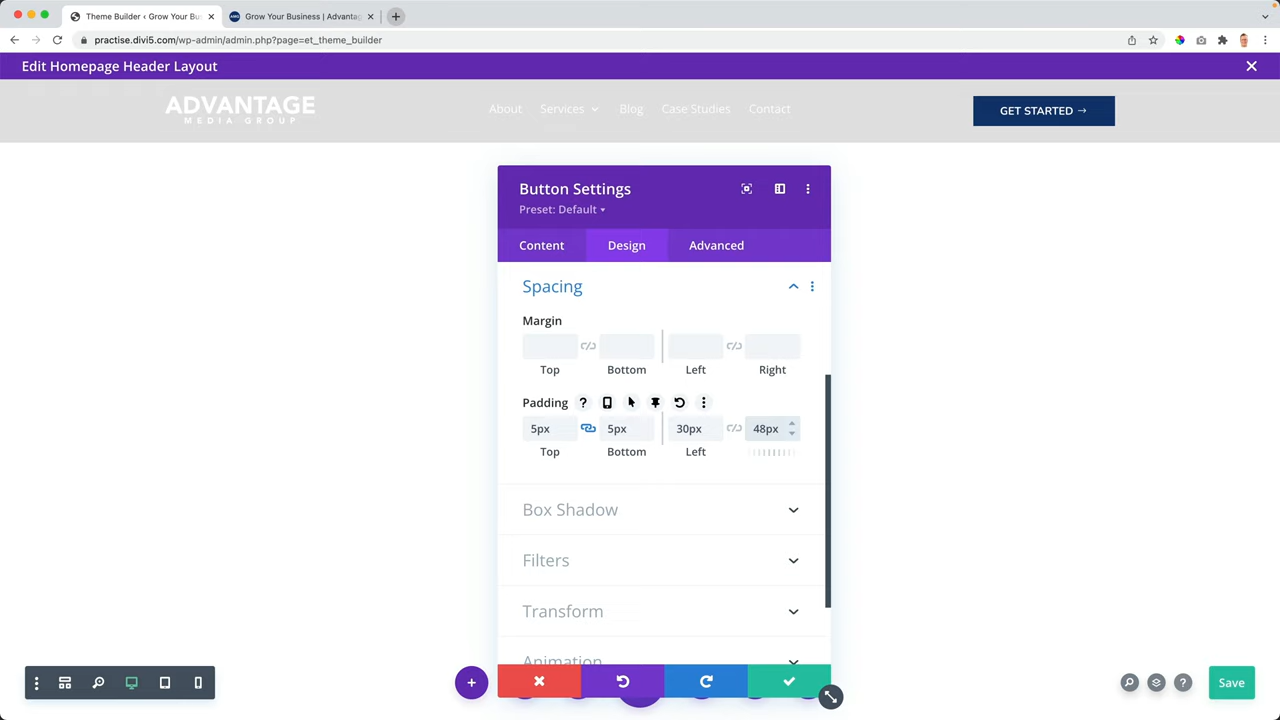 Theme Builder ‹ Grow Your Bu
Grow Your Business | Advanta
practise.divi5.com/wp-admin/admin.php?page=et_theme_builder
Edit Homepage Header Layout
ADVANTAGE
MEDIA GROUP
About
Services
Blog
Case Studies
Contact
GET STARTED →
Button Settings
Preset: Default
Content
Design
Advanced
Spacing
Margin
Top
Bottom
Left
Right
Padding
?
5px
5px
30px
48px
Top
Bottom
Left
Box Shadow
Filters
Transform
Animation
?
Save